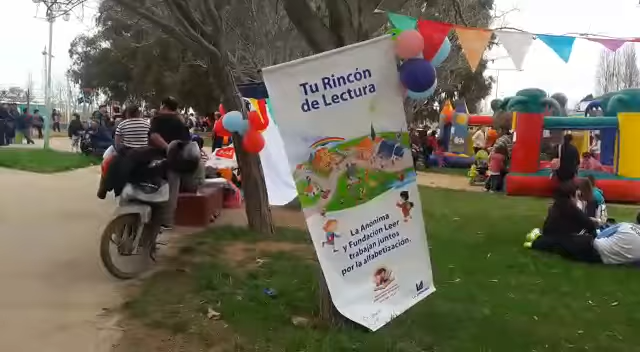 Tu Rincón
de Lectura
La Anónima
y Fundación Leer
trabajan juntos
por la alfabetización.